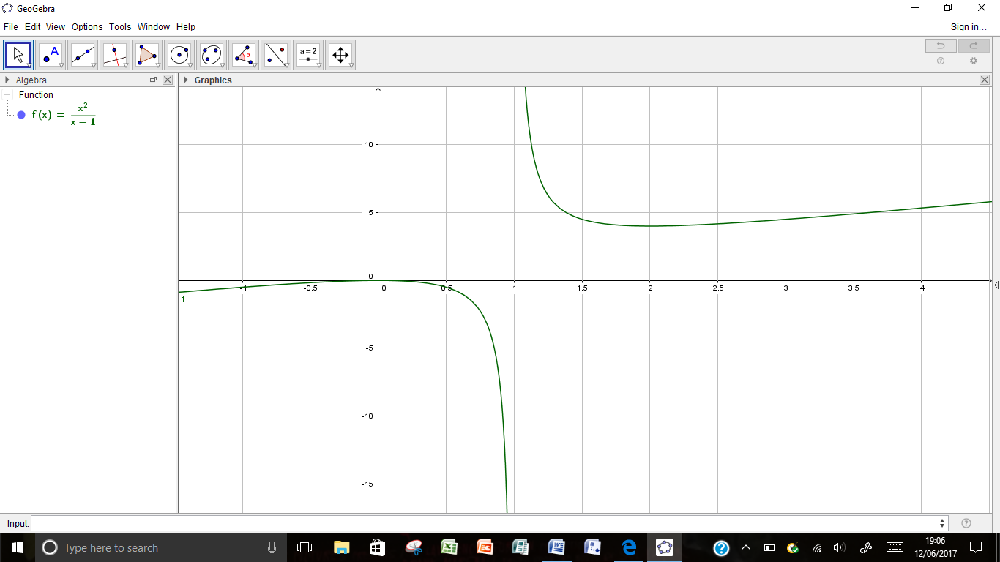 GeoGebra
File Edit View Options Tools Window Help Sign in...
A α a = 2
Algebra
Graphics
Function
f (x) = x² / x − 1
10
5
0
-5
-10
-15
-1 -0.5 0 0.5 1 1.5 2 2.5 3 3.5 4
f
Input:
Type here to search
19:06
12/06/2017